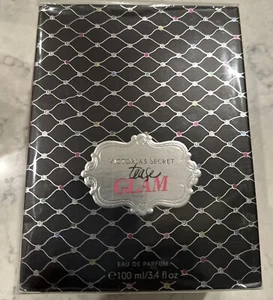 VICTORIA'S SECRET
tease
GLAM
EAU DE PARFUM
℮100 ml/3.4 fl oz